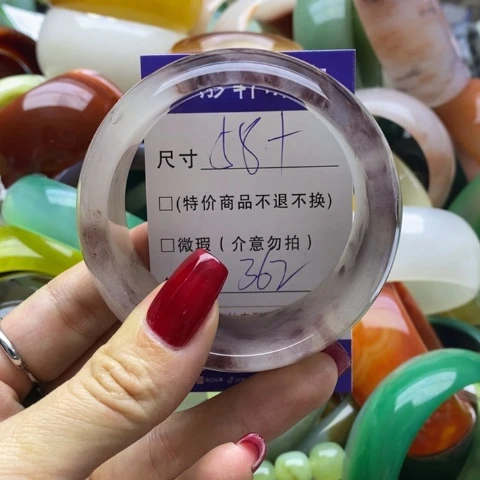 尺寸 58+
□(特价商品不退不换)
□微瑕(介意勿拍)
362